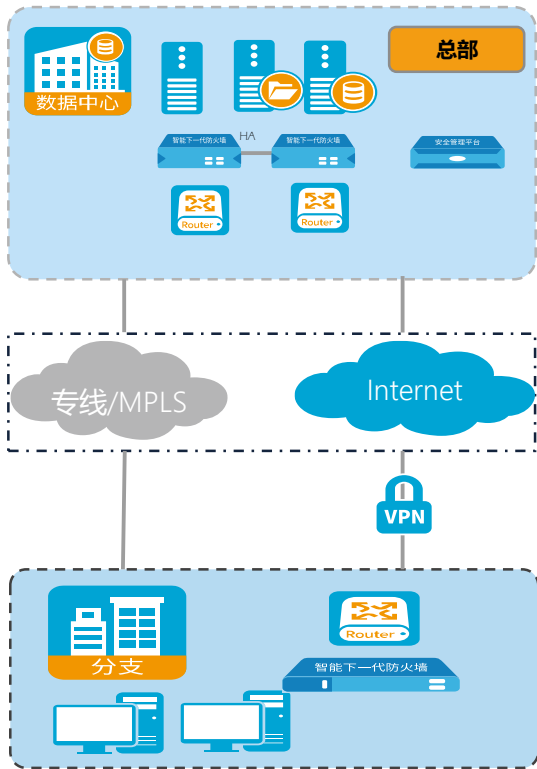 总部
数据中心
HA
智能下一代防火墙
智能下一代防火墙
安全管理平台
Router
Router
专线/MPLS
Internet
VPN
Router
分支
智能下一代防火墙